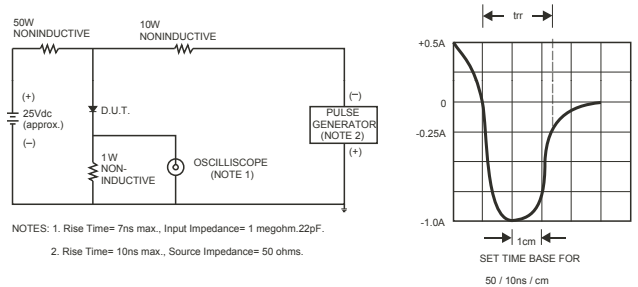 50W
NONINDUCTIVE
10W
NONINDUCTIVE
(+)
25Vdc
(approx.)
(−)
D.U.T.
1W
NON-
INDUCTIVE
OSCILLISCOPE
(NOTE 1)
(−)
PULSE
GENERATOR
(NOTE 2)
(+)
NOTES: 1. Rise Time= 7ns max., Input Impedance= 1 megohm.22pF.
2. Rise Time= 10ns max., Source Impedance= 50 ohms.
trr
+0.5A
0
-0.25A
-1.0A
1cm
SET TIME BASE FOR
50 / 10ns / cm